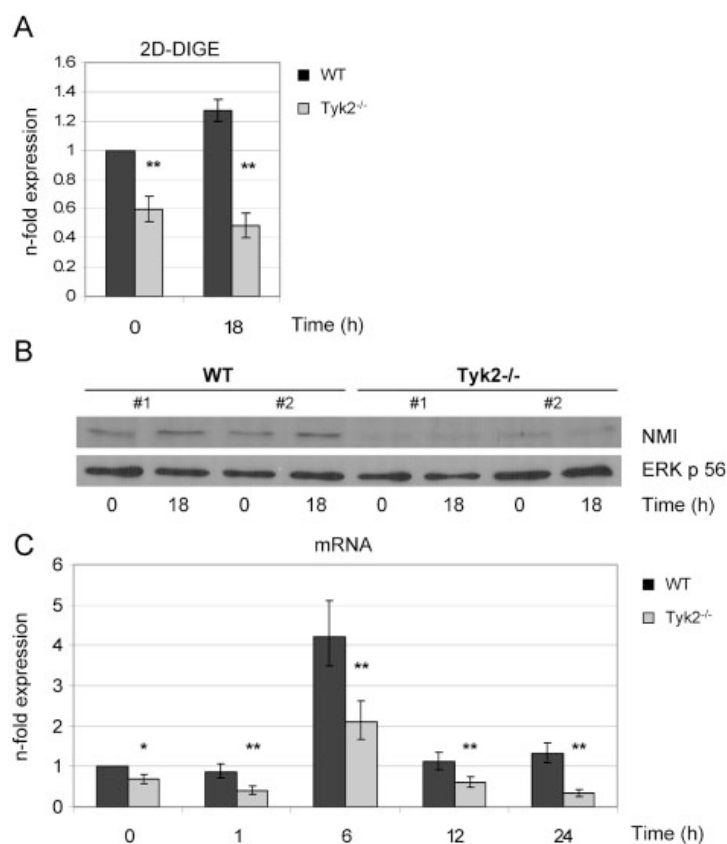 A
2D-DIGE
WT
Tyk2-/-
n-fold expression
1.6
1.4
1.2
1
0.8
0.6
0.4
0.2
0
** **
0 18 Time (h)
B
WT Tyk2-/-
#1 #2 #1 #2
NMI
ERK p 56
0 18 0 18 0 18 0 18 Time (h)
C
mRNA
WT
Tyk2-/-
n-fold expression
6
5
4
3
2
1
0
* ** ** ** **
0 1 6 12 24 Time (h)